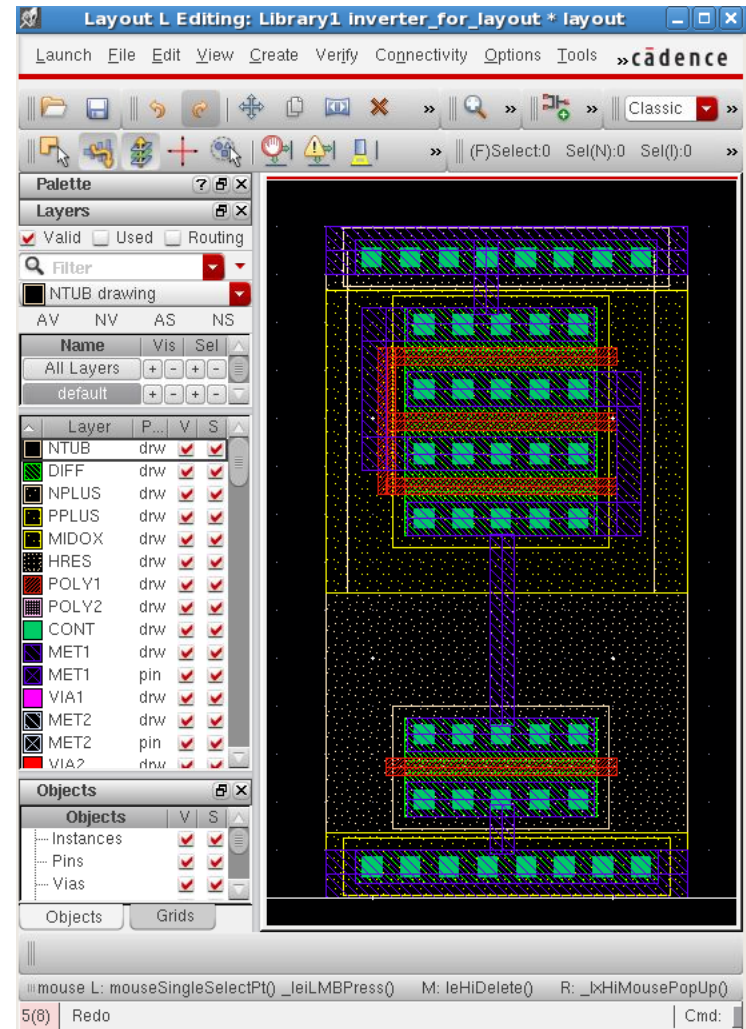 Layout L Editing: Library1 inverter_for_layout * layout
Launch File Edit View Create Verify Connectivity Options Tools » cādence
» » » Classic »
» (F)Select:0 Sel(N):0 Sel(I):0 »
Palette
Layers
Valid Used Routing
Filter
NTUB drawing
AV NV AS NS
Name Vis Sel
All Layers + - + -
default + - + -
Layer P... V S
NTUB drw
DIFF drw
NPLUS drw
PPLUS drw
MIDOX drw
HRES drw
POLY1 drw
POLY2 drw
CONT drw
MET1 drw
MET1 pin
VIA1 drw
MET2 drw
MET2 pin
VIA2 drw
Objects
Objects V S
Instances
Pins
Vias
Objects Grids
mouse L: mouseSingleSelectPt() _leiLMBPress() M: leHiDelete() R: _lxHiMousePopUp()
5(8) Redo Cmd: